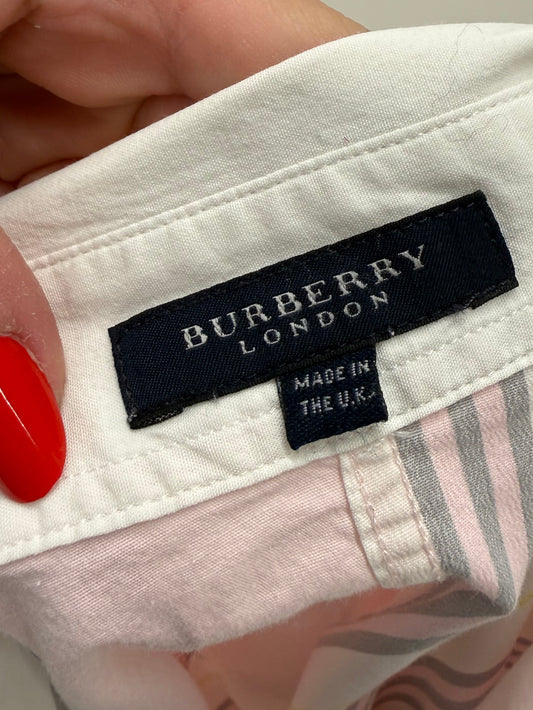 BURBERRY
LONDON
MADE IN
THE U.K.